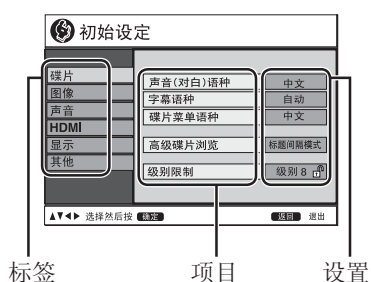 初始设定
碟片
图像
声音
HDMI
显示
其他
声音(对白)语种
字幕语种
碟片菜单语种
高级碟片浏览
级别限制
中文
自动
中文
标题间隔模式
级别 8
▲▼◀▶ 选择然后按 确定
返回 退出
标签
项目
设置